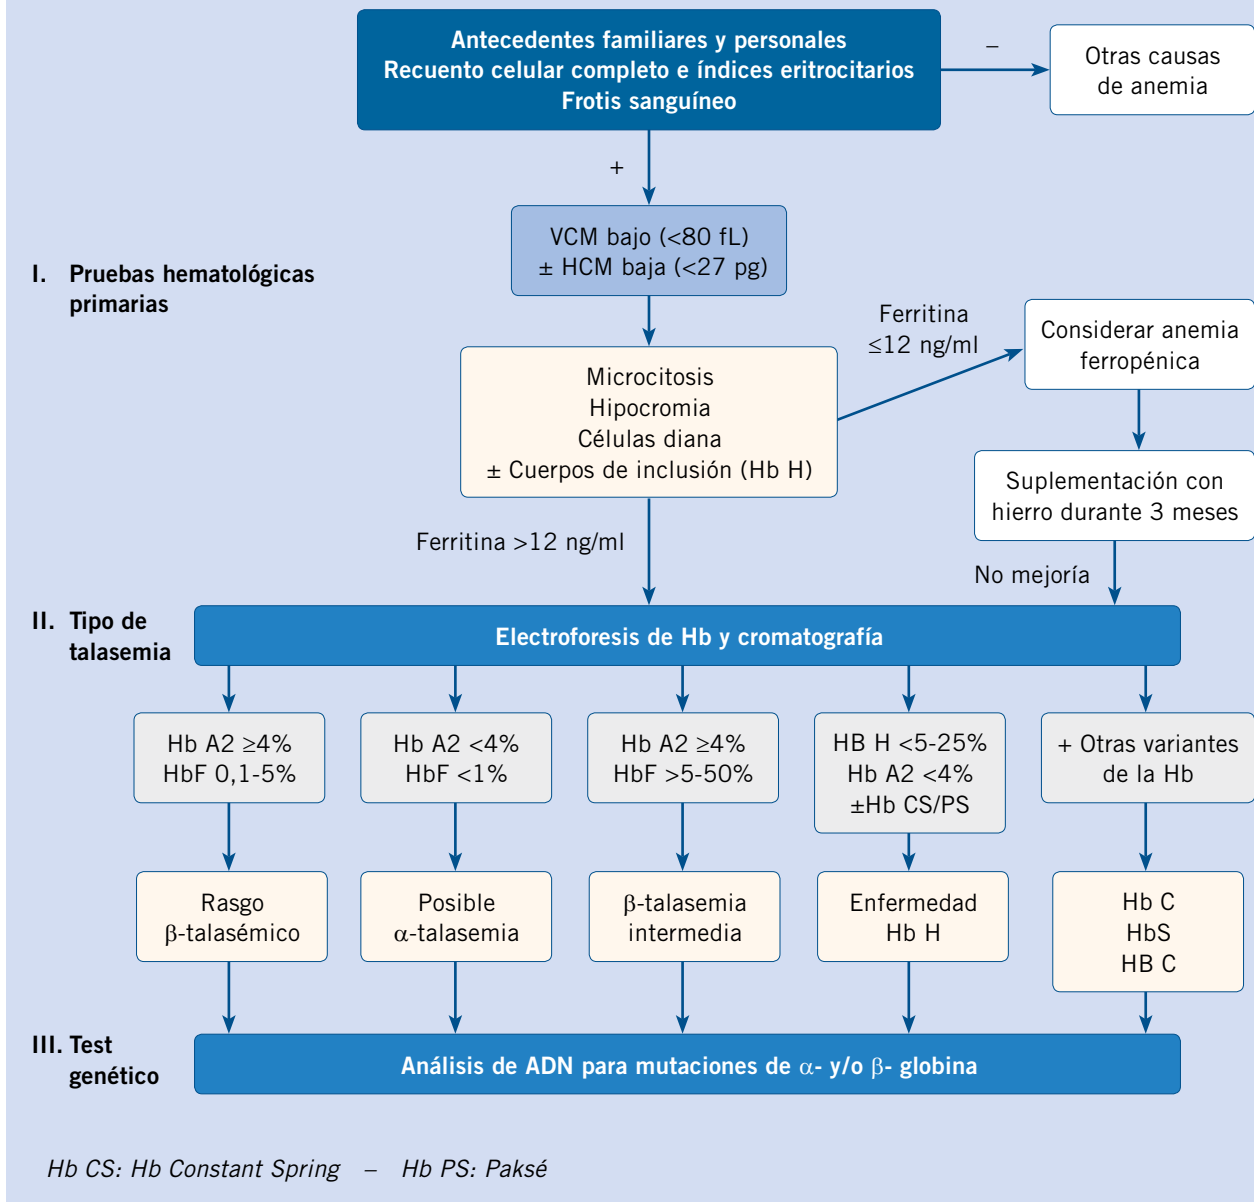 Antecedentes familiares y personales
Recuento celular completo e índices eritrocitarios
Frotis sanguíneo
–
Otras causas
de anemia
+
VCM bajo (<80 fL)
± HCM baja (<27 pg)
I. Pruebas hematológicas
primarias
Ferritina
≤12 ng/ml
Considerar anemia
ferropénica
Microcitosis
Hipocromia
Células diana
± Cuerpos de inclusión (Hb H)
Suplementación con
hierro durante 3 meses
Ferritina >12 ng/ml
No mejoría
II. Tipo de
talasemia
Electroforesis de Hb y cromatografía
Hb A2 ≥4%
HbF 0,1-5%
Hb A2 <4%
HbF <1%
Hb A2 ≥4%
HbF >5-50%
HB H <5-25%
Hb A2 <4%
±Hb CS/PS
+ Otras variantes
de la Hb
Rasgo
β-talasémico
Posible
α-talasemia
β-talasemia
intermedia
Enfermedad
Hb H
Hb C
HbS
HB C
III. Test
genético
Análisis de ADN para mutaciones de α- y/o β- globina
Hb CS: Hb Constant Spring – Hb PS: Paksé